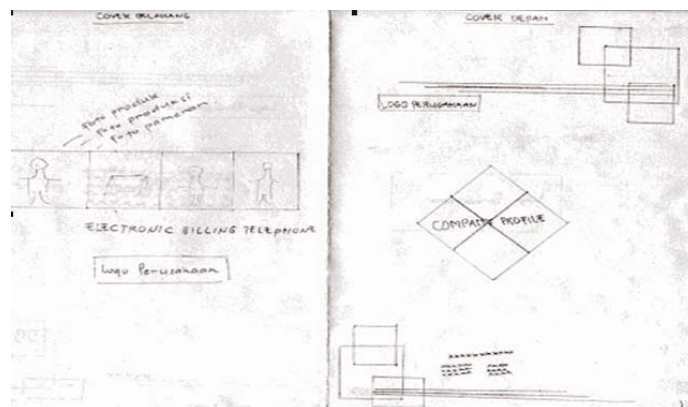 COVER BELAKANG
Foto produk
Foto produksi
Foto pameran
ELECTRONIC BILLING TELEPHONE
Logo Perusahaan
COVER DEPAN
LOGO PERUSAHAAN
COMPANY PROFILE